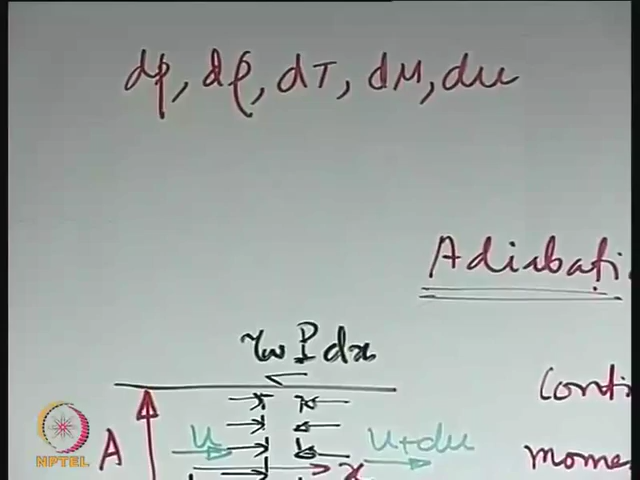 dp, dρ, dT, dM, du
Adiabati
τw P dx
Conti
u
u+du
A
x
mome
NPTEL